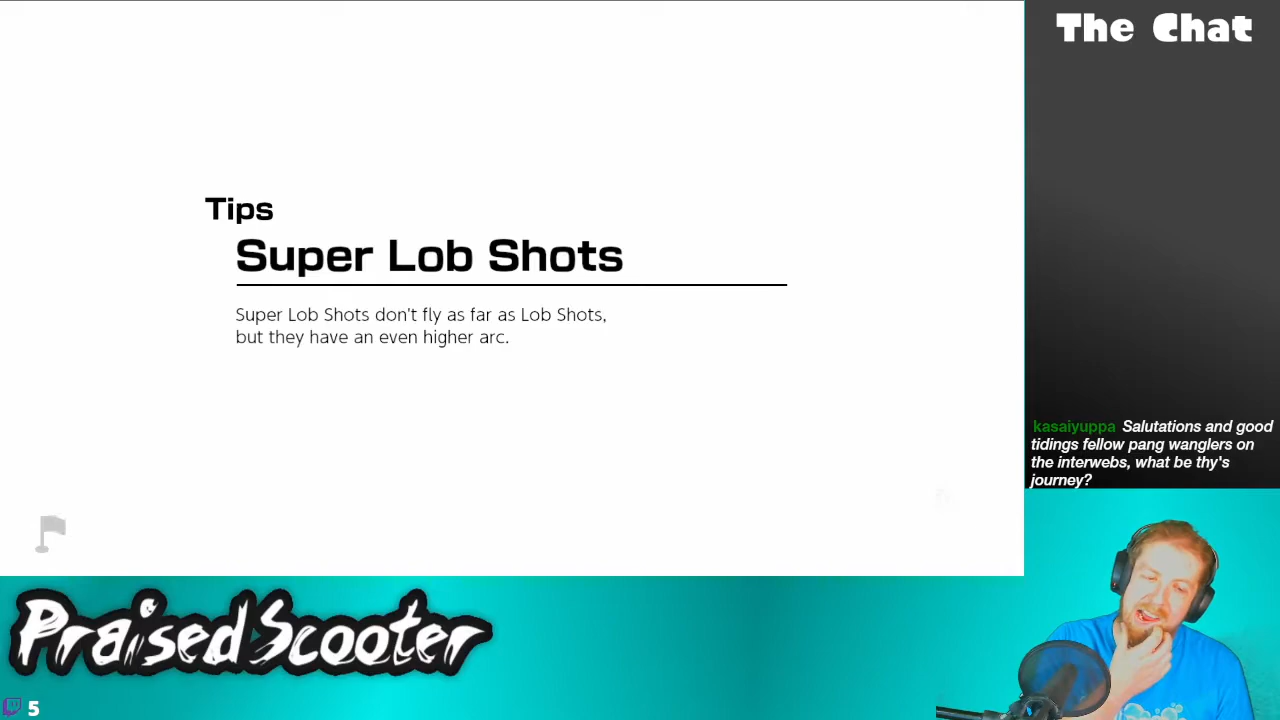 The Chat
Tips
Super Lob Shots
Super Lob Shots don't fly as far as Lob Shots,
but they have an even higher arc.
kasaiyuppa Salutations and good
tidings fellow pang wanglers on
the interwebs, what be thy's
journey?
PraisedScooter
5